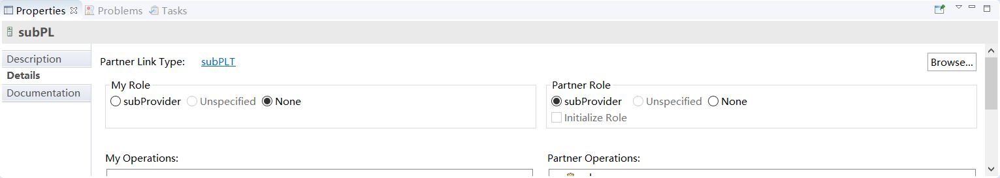 Properties Problems Tasks
subPL
Description
Details
Documentation
Partner Link Type: subPLT Browse...
My Role
subProvider Unspecified None
Partner Role
subProvider Unspecified None
Initialize Role
My Operations:
Partner Operations: